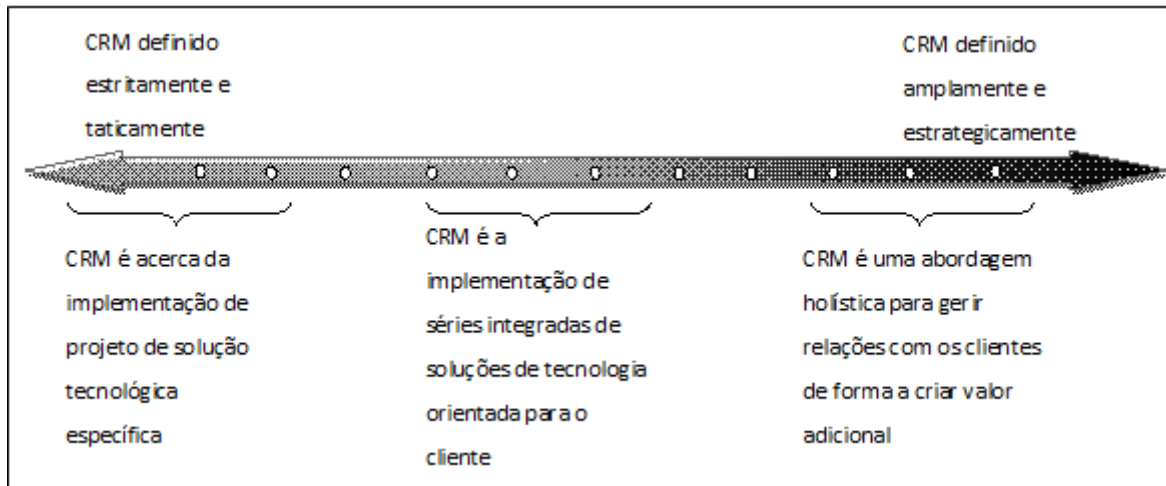 CRM definido
estritamente e
taticamente
CRM definido
amplamente e
estrategicamente
CRM é acerca da
implementação de
projeto de solução
tecnológica
específica
CRM é a
implementação de
séries integradas de
soluções de tecnologia
orientada para o
cliente
CRM é uma abordagem
holística para gerir
relações com os clientes
de forma a criar valor
adicional